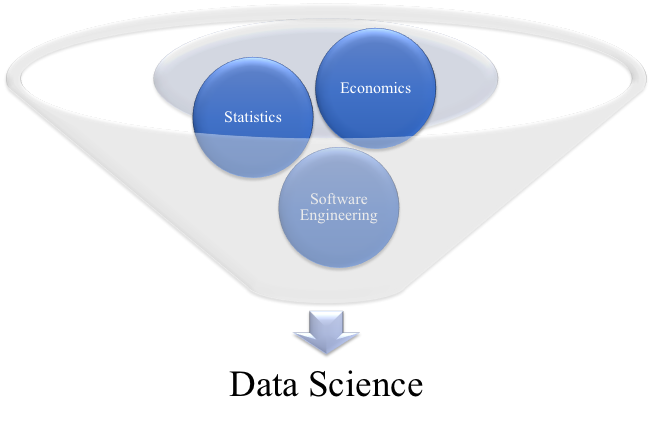 Economics
Statistics
Software
Engineering
Data Science